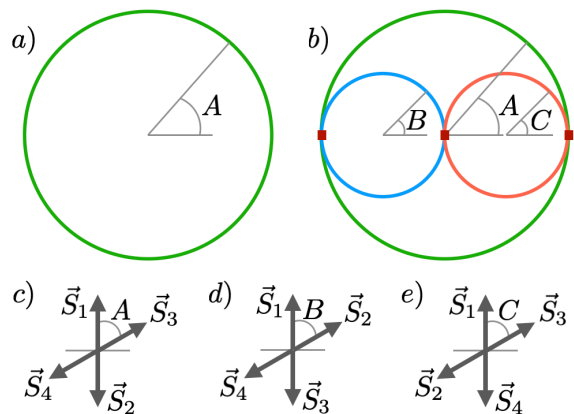 a) b)
A B A C
c) d) e)
S⃗₁ A S⃗₃ S⃗₁ B S⃗₂ S⃗₁ C S⃗₃
S⃗₄ S⃗₂ S⃗₄ S⃗₃ S⃗₂ S⃗₄